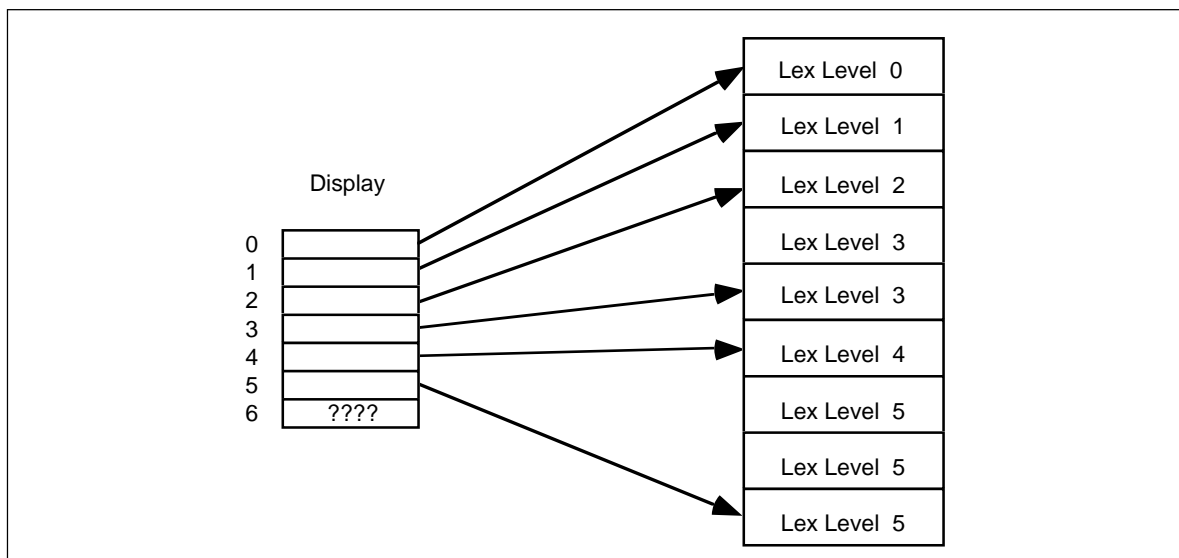 Display
0
1
2
3
4
5
6 ????
Lex Level 0
Lex Level 1
Lex Level 2
Lex Level 3
Lex Level 3
Lex Level 4
Lex Level 5
Lex Level 5
Lex Level 5